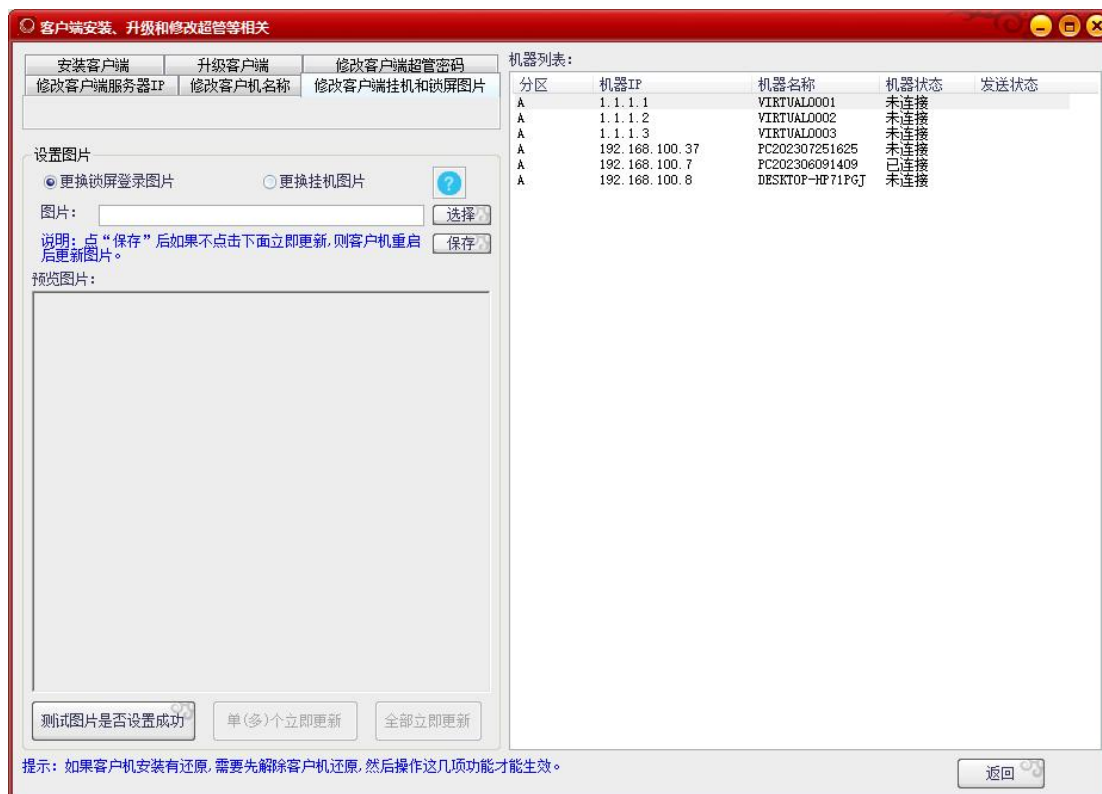 客户端安装、升级和修改超管等相关
安装客户端 升级客户端 修改客户端超管密码
修改客户端服务器IP 修改客户机名称 修改客户端挂机和锁屏图片
设置图片
更换锁屏登录图片 更换挂机图片 ?
图片： 选择
说明：点“保存”后如果不点击下面立即更新,则客户机重启
后更新图片。 保存
预览图片：
测试图片是否设置成功 单(多)个立即更新 全部立即更新
机器列表：
分区 机器IP 机器名称 机器状态 发送状态
A 1.1.1.1 VIRTUAL0001 未连接
A 1.1.1.2 VIRTUAL0002 未连接
A 1.1.1.3 VIRTUAL0003 未连接
A 192.168.100.37 PC202307251625 未连接
A 192.168.100.7 PC202306091409 已连接
A 192.168.100.8 DESKTOP-HP71PGJ 未连接
提示：如果客户机安装有还原,需要先解除客户机还原,然后操作这几项功能才能生效。
返回